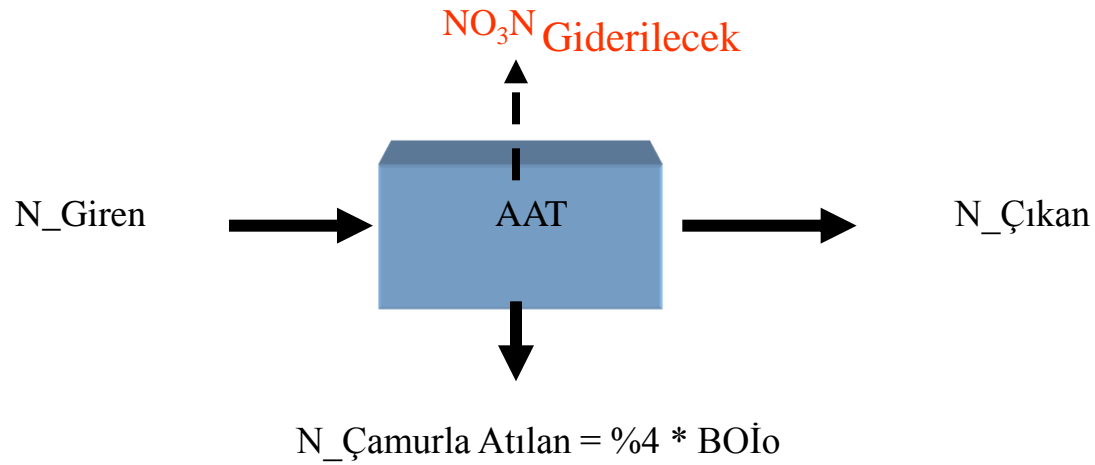 NO₃N Giderilecek
N_Giren
AAT
N_Çıkan
N_Çamurla Atılan = %4 * BOİo